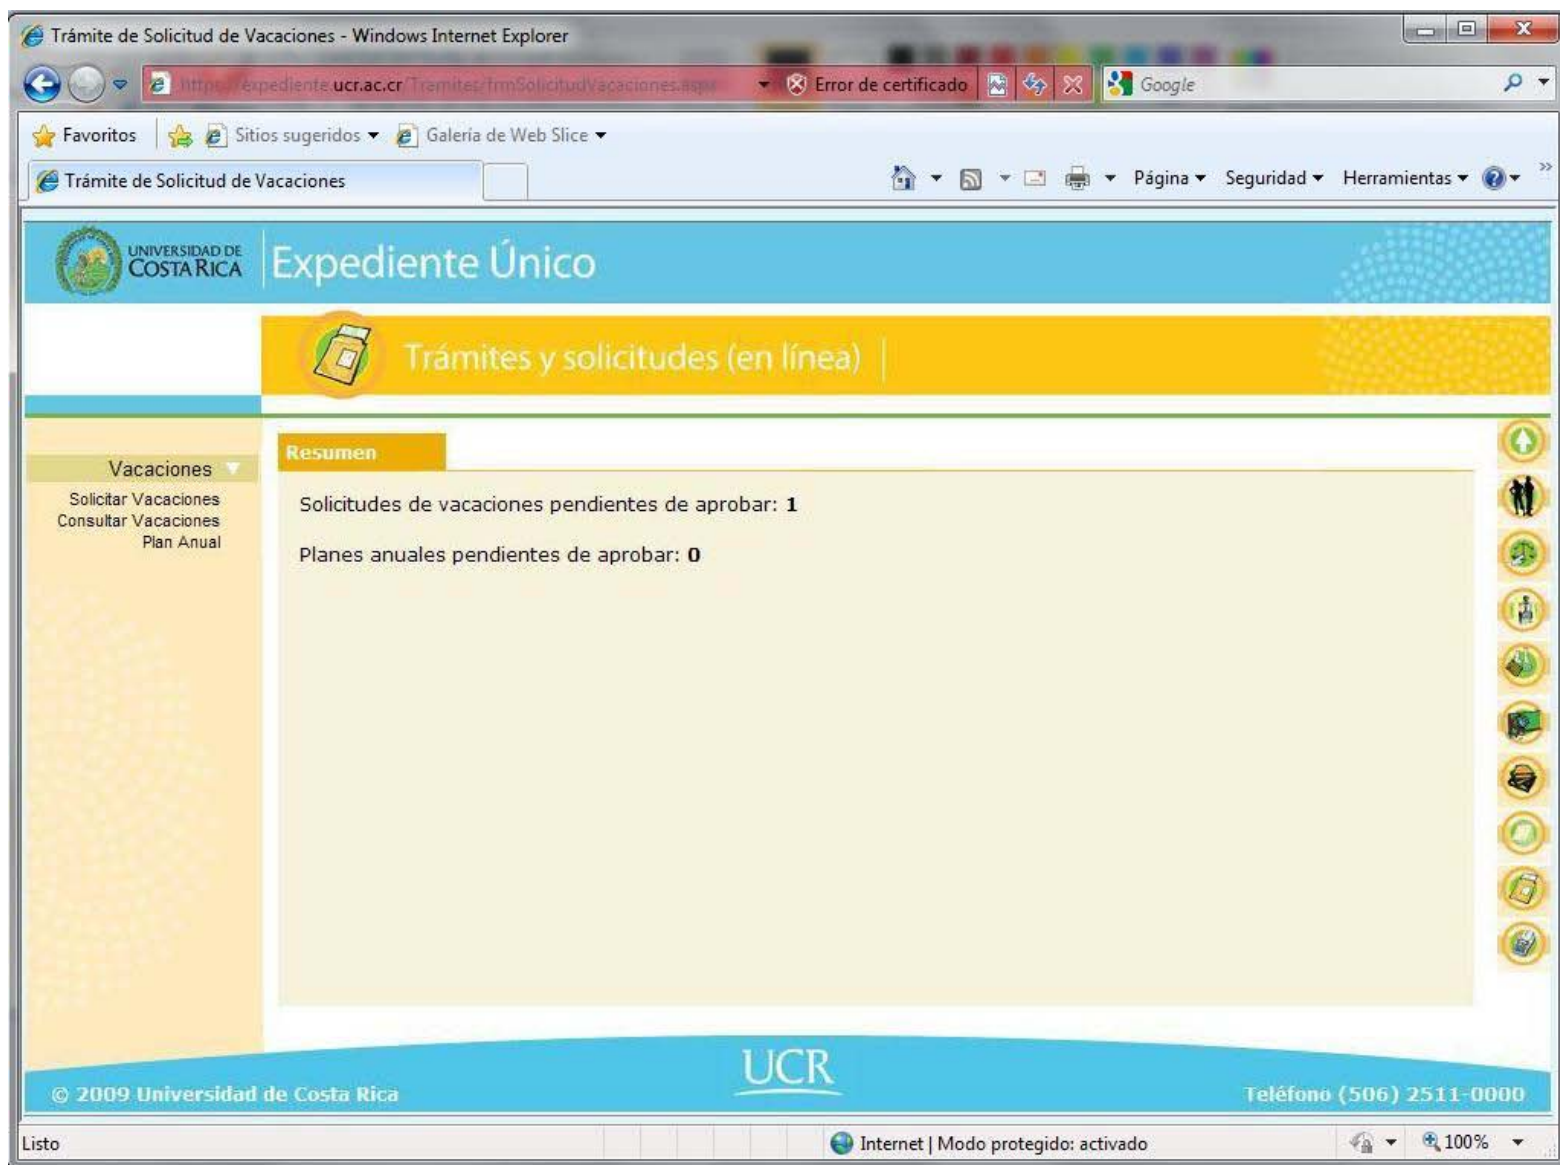 Trámite de Solicitud de Vacaciones - Windows Internet Explorer
https://expediente.ucr.ac.cr/Tramites/frmSolicitudVacaciones.aspx Error de certificado Google
Favoritos Sitios sugeridos Galería de Web Slice
Trámite de Solicitud de Vacaciones Página Seguridad Herramientas
UNIVERSIDAD DE
COSTA RICA
Expediente Único
Trámites y solicitudes (en línea)
Vacaciones
Solicitar Vacaciones
Consultar Vacaciones
Plan Anual
Resumen
Solicitudes de vacaciones pendientes de aprobar: 1
Planes anuales pendientes de aprobar: 0
UCR
© 2009 Universidad de Costa Rica Teléfono (506) 2511-0000
Listo Internet | Modo protegido: activado 100%